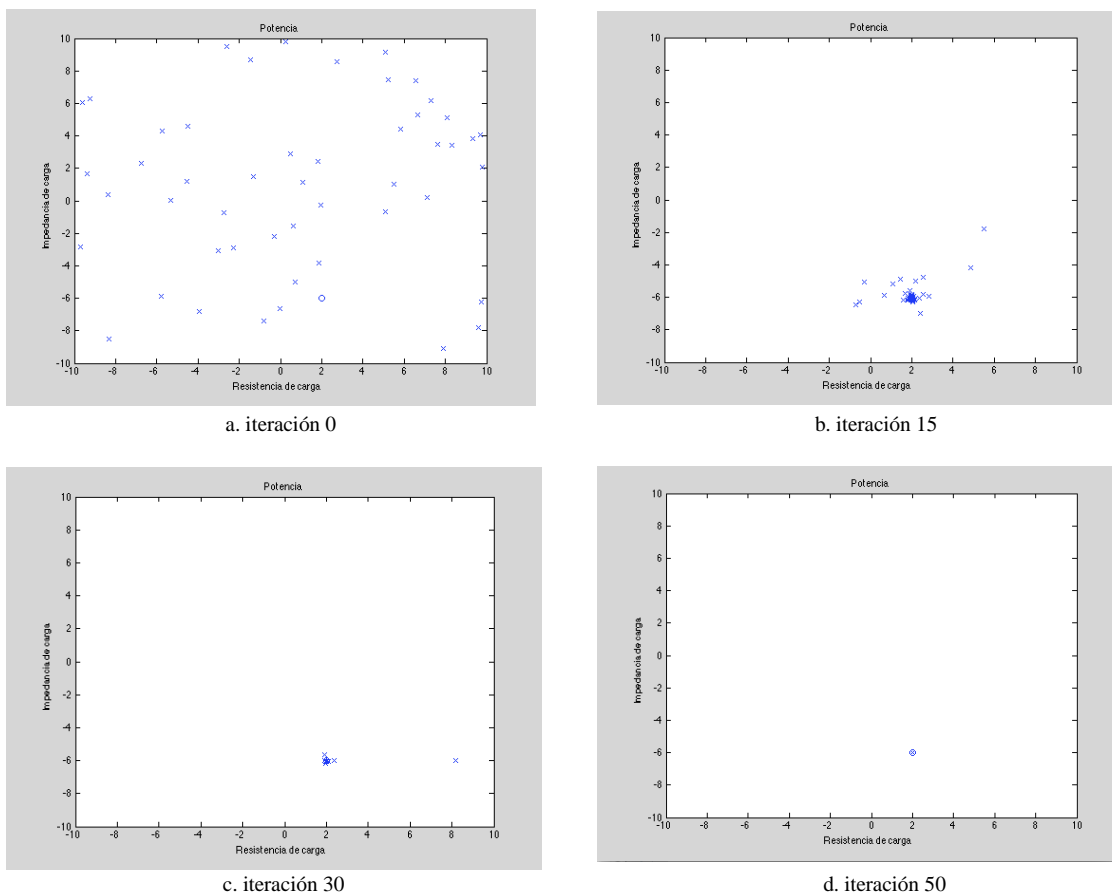 Potencia
10
8
6
4
2
0
-2
-4
-6
-8
-10
Impedancia de carga
-10 -8 -6 -4 -2 0 2 4 6 8 10
Resistencia de carga
a. iteración 0
Potencia
10
8
6
4
2
0
-2
-4
-6
-8
-10
Impedancia de carga
-10 -8 -6 -4 -2 0 2 4 6 8 10
Resistencia de carga
b. iteración 15
Potencia
10
8
6
4
2
0
-2
-4
-6
-8
-10
Impedancia de carga
-10 -8 -6 -4 -2 0 2 4 6 8 10
Resistencia de carga
c. iteración 30
Potencia
10
8
6
4
2
0
-2
-4
-6
-8
-10
Impedancia de carga
-10 -8 -6 -4 -2 0 2 4 6 8 10
Resistencia de carga
d. iteración 50